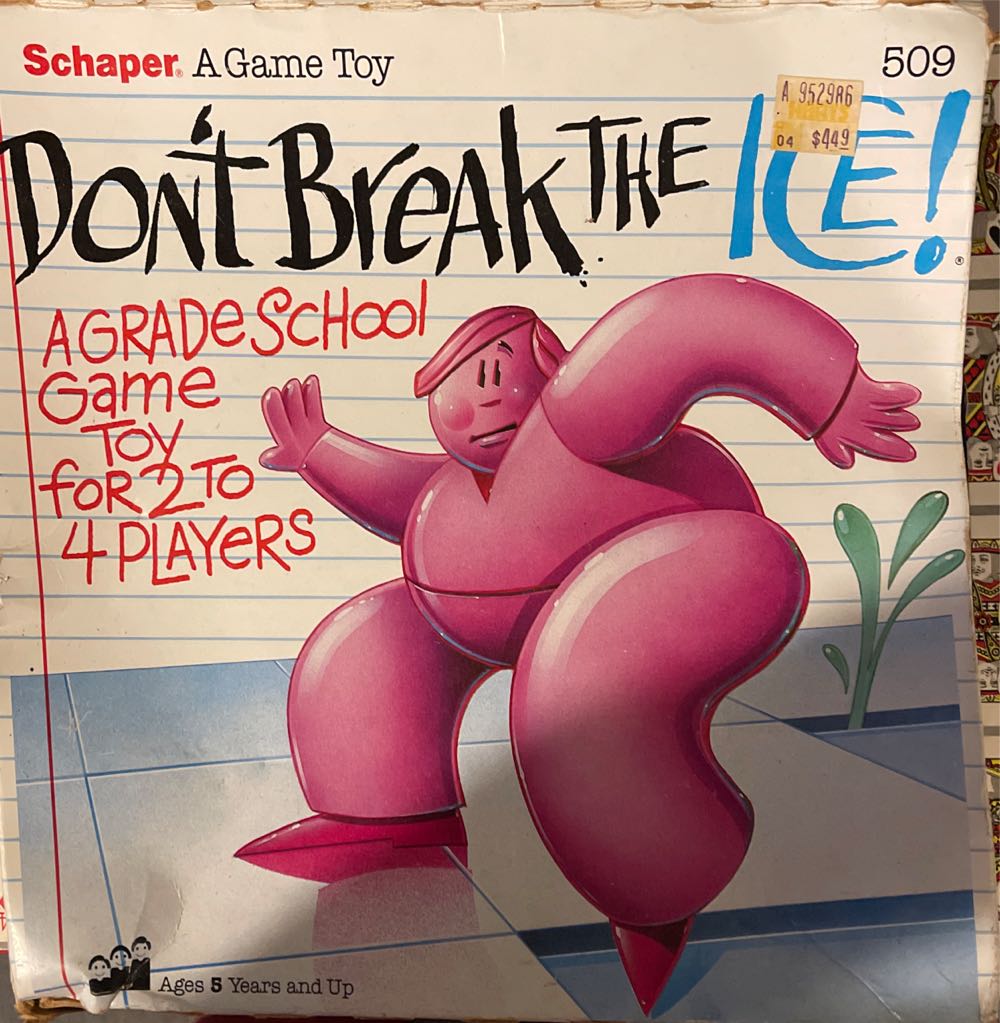 Schaper® A Game Toy
509
A 952986
04 $4.49
DON'T BreAk THE ICE!®
A GRADe SCHool
Game
Toy
foR 2 To
4 PLAYeRS
Ages 5 Years and Up